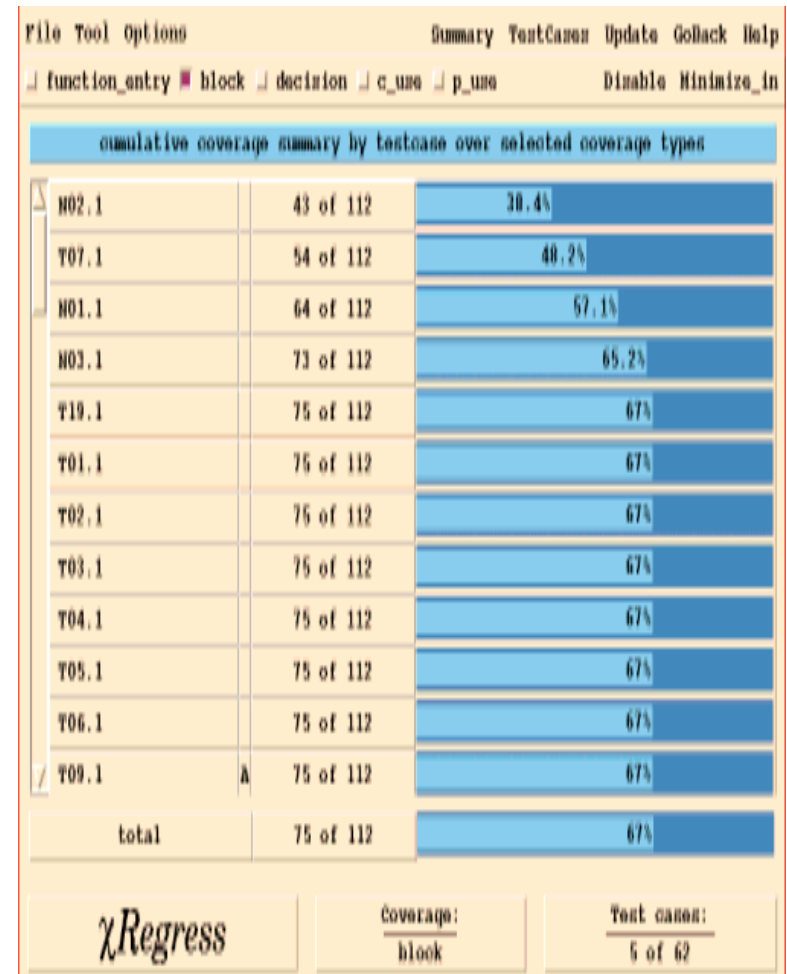 File Tool Options Summary TestCases Update GoBack Help
function_entry block decision c_use p_use Disable Minimize_in
cumulative coverage summary by testcase over selected coverage types
N02.1 43 of 112 38.4%
T07.1 54 of 112 48.2%
N01.1 64 of 112 57.1%
N03.1 73 of 112 65.2%
T19.1 75 of 112 67%
T01.1 75 of 112 67%
T02.1 75 of 112 67%
T03.1 75 of 112 67%
T04.1 75 of 112 67%
T05.1 75 of 112 67%
T06.1 75 of 112 67%
T09.1 A 75 of 112 67%
total 75 of 112 67%
χRegress
Coverage:
block
Test cases:
5 of 62